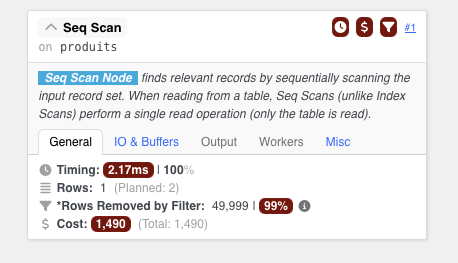 Seq Scan #1
on produits
Seq Scan Node finds relevant records by sequentially scanning the
input record set. When reading from a table, Seq Scans (unlike Index
Scans) perform a single read operation (only the table is read).
General IO & Buffers Output Workers Misc
Timing: 2.17ms | 100%
Rows: 1 (Planned: 2)
*Rows Removed by Filter: 49,999 | 99%
$ Cost: 1,490 (Total: 1,490)